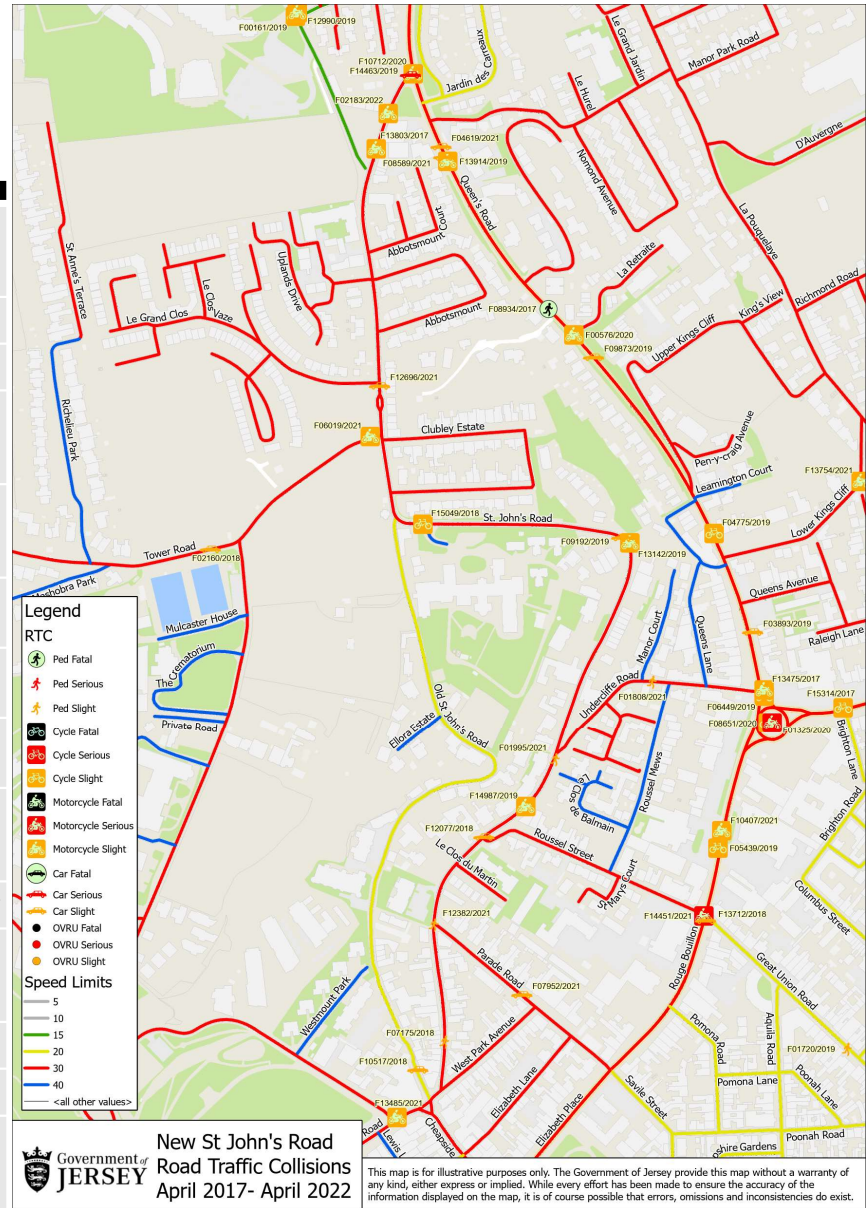 F12990/2019
F00161/2019
Le Grand Jardin
Manor Park Road
F10712/2020
F14463/2019
Jardin des Carreaux
Le Hurel
F02183/2022
D'Auvergne
F13803/2017
F04619/2021
F08589/2021
F13914/2019
Queen's Road
Nomond Avenue
La Pouquelaye
St Anne's Terrace
Abbotsmount
Court
Uplands Drive
La Retraite
Le Clos Vaze
Le Grand Clos
King's View
Richmond Road
Abbotsmount
F08934/2017
F00576/2020
Upper Kings Cliff
F09873/2019
F12696/2021
Richelieu Park
F06019/2021
Clubley Estate
Pen-y-craig Avenue
F13754/2021
Leamington Court
Lower Kings Cliff
F15049/2018
St. John's Road
F04775/2019
F09192/2019
F13142/2019
Tower Road
F02160/2018
Queens Avenue
Legend
RTC
Ped Fatal
Ped Serious
Ped Slight
Cycle Fatal
Cycle Serious
Cycle Slight
Motorcycle Fatal
Motorcycle Serious
Motorcycle Slight
Car Fatal
Car Serious
Car Slight
OVRU Fatal
OVRU Serious
OVRU Slight
Speed Limits
5
10
15
20
30
40
<all other values>
Mulcaster House
Manor Court
Queens Lane
F03893/2019
Raleigh Lane
The Crematorium
Undercliffe Road
F01808/2021
F13475/2017
F15314/2017
F06449/2019
F08651/2020
F01325/2020
Private Road
Ellora Estate
Old St John's Road
Brighton Lane
F01995/2021
Le Clos
de Balmain
Roussel Mews
F14987/2019
Brighton Road
F12077/2018
F10407/2021
Roussel Street
F05439/2019
Le Clos du Martin
St Marys Court
Columbus Street
F12382/2021
F14451/2021
F13712/2018
Parade Road
Rouge Bouillon
Great Union Road
F07952/2021
Westmount Park
F07175/2018
West Park Avenue
Pomona Road
Aquila Road
F01720/2019
F10517/2018
Elizabeth Lane
Savile Street
Pomona Lane
Poonah Lane
F13485/2021
Elizabeth Place
Poonah Road
Road
Lewis
Cheapside
shire Gardens
Government of
JERSEY
New St John's Road
Road Traffic Collisions
April 2017- April 2022
This map is for illustrative purposes only. The Government of Jersey provide this map without a warranty of
any kind, either express or implied. While every effort has been made to ensure the accuracy of the
information displayed on the map, it is of course possible that errors, omissions and inconsistencies do exist.